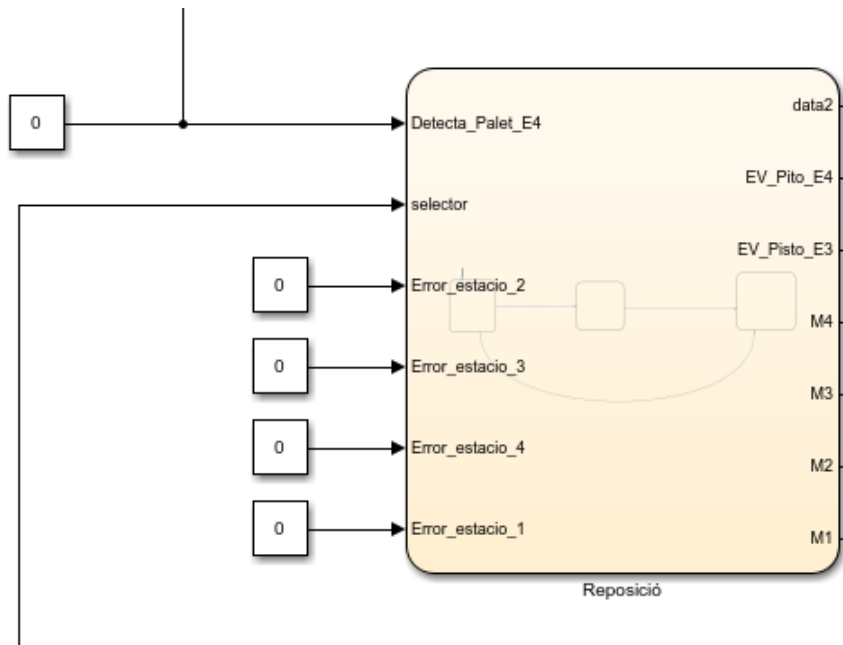 0
Detecta_Palet_E4
selector
0
Error_estacio_2
0
Error_estacio_3
0
Error_estacio_4
0
Error_estacio_1
data2
EV_Pito_E4
EV_Pisto_E3
M4
M3
M2
M1
Reposició